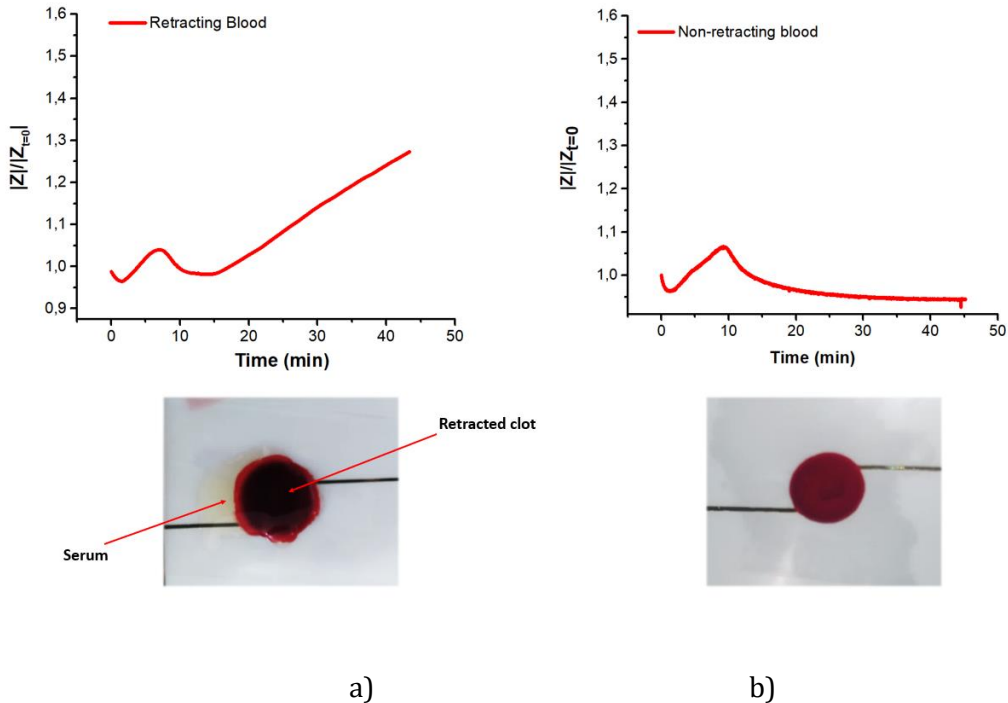 Retracting Blood
1,6
1,5
1,4
1,3
1,2
1,1
1,0
0,9
|Z|/|Z_{t=0}|
0
10
20
30
40
50
Time (min)
Non-retracting blood
1,6
1,5
1,4
1,3
1,2
1,1
1,0
|Z|/|Z_{t=0}
0
10
20
30
40
50
Time (min)
Retracted clot
Serum
a)
b)